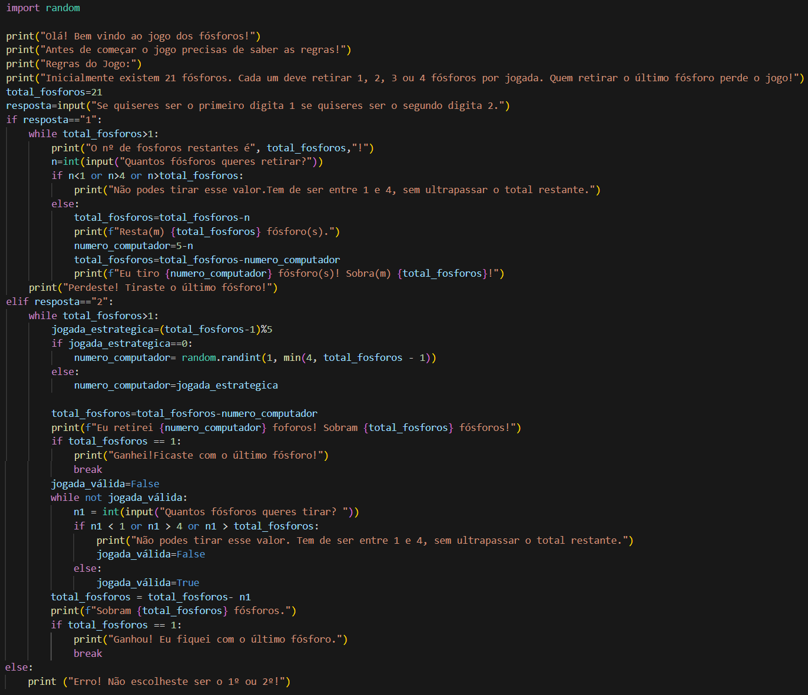 import random

print("Olá! Bem vindo ao jogo dos fósforos!")
print("Antes de começar o jogo precisas de saber as regras!")
print("Regras do Jogo:")
print("Inicialmente existem 21 fósforos. Cada um deve retirar 1, 2, 3 ou 4 fósforos por jogada. Quem retirar o último fósforo perde o jogo!")
total_fosforos=21
resposta=input("Se quiseres ser o primeiro digita 1 se quiseres ser o segundo digita 2.")
if resposta=="1":
    while total_fosforos>1:
        print("O nº de fosforos restantes é", total_fosforos,"!")
        n=int(input("Quantos fósforos queres retirar?"))
        if n<1 or n>4 or n>total_fosforos:
            print("Não podes tirar esse valor.Tem de ser entre 1 e 4, sem ultrapassar o total restante.")
        else:
            total_fosforos=total_fosforos-n
            print(f"Resta(m) {total_fosforos} fósforo(s).")
            numero_computador=5-n
            total_fosforos=total_fosforos-numero_computador
            print(f"Eu tiro {numero_computador} fósforo(s)! Sobra(m) {total_fosforos}!")
    print("Perdeste! Tiraste o último fósforo!")
elif resposta=="2":
    while total_fosforos>1:
        jogada_estrategica=(total_fosforos-1)%5
        if jogada_estrategica==0:
            numero_computador= random.randint(1, min(4, total_fosforos - 1))
        else:
            numero_computador=jogada_estrategica

        total_fosforos=total_fosforos-numero_computador
        print(f"Eu retirei {numero_computador} foforos! Sobram {total_fosforos} fósforos!")
        if total_fosforos == 1:
            print("Ganhei!Ficaste com o último fósforo!")
            break
        jogada_válida=False
        while not jogada_válida:
            n1 = int(input("Quantos fósforos queres tirar? "))
            if n1 < 1 or n1 > 4 or n1 > total_fosforos:
                print("Não podes tirar esse valor. Tem de ser entre 1 e 4, sem ultrapassar o total restante.")
                jogada_válida=False
            else:
                jogada_válida=True
        total_fosforos = total_fosforos- n1
        print(f"Sobram {total_fosforos} fósforos.")
        if total_fosforos == 1:
            print("Ganhou! Eu fiquei com o último fósforo.")
            break
else:
    print ("Erro! Não escolheste ser o 1º ou 2º!")